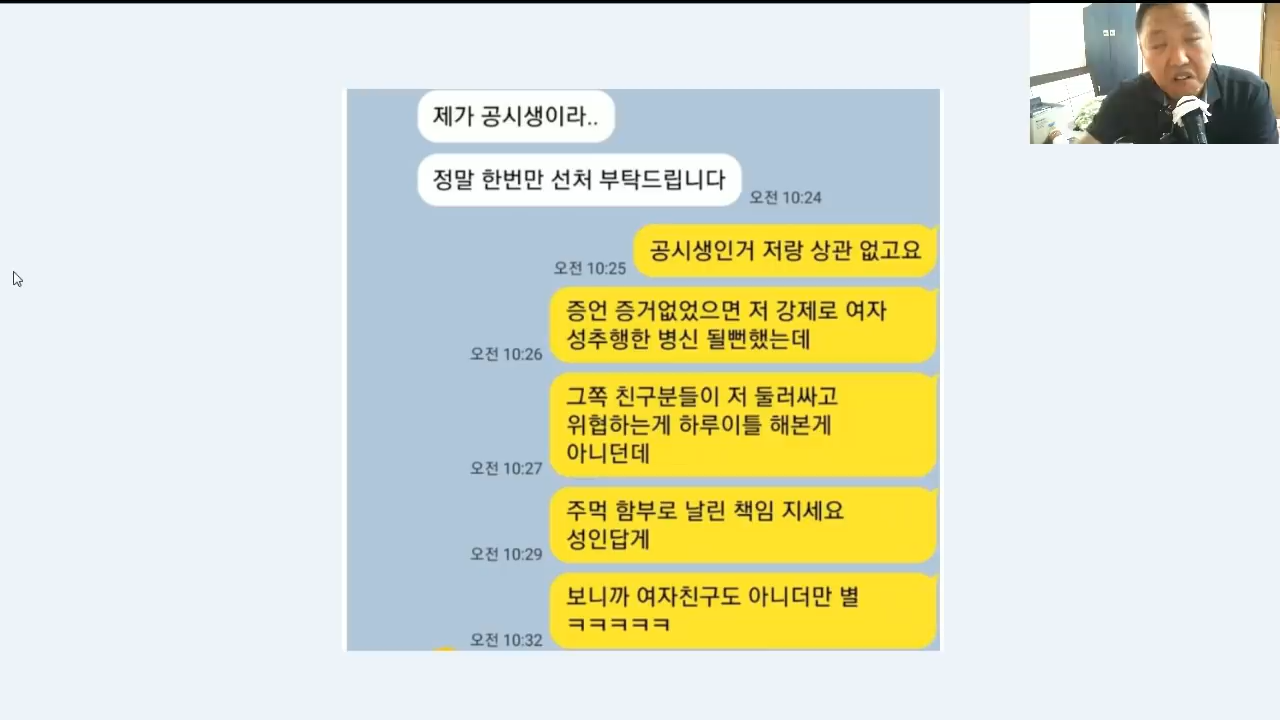 제가 공시생이라..
정말 한번만 선처 부탁드립니다
오전 10:24
공시생인거 저랑 상관 없고요
오전 10:25
증언 증거없었으면 저 강제로 여자
성추행한 병신 될뻔했는데
오전 10:26
그쪽 친구분들이 저 둘러싸고
위협하는게 하루이틀 해본게
아니던데
오전 10:27
주먹 함부로 날린 책임 지세요
성인답게
오전 10:29
보니까 여자친구도 아니더만 별
ㅋㅋㅋㅋㅋ
오전 10:32